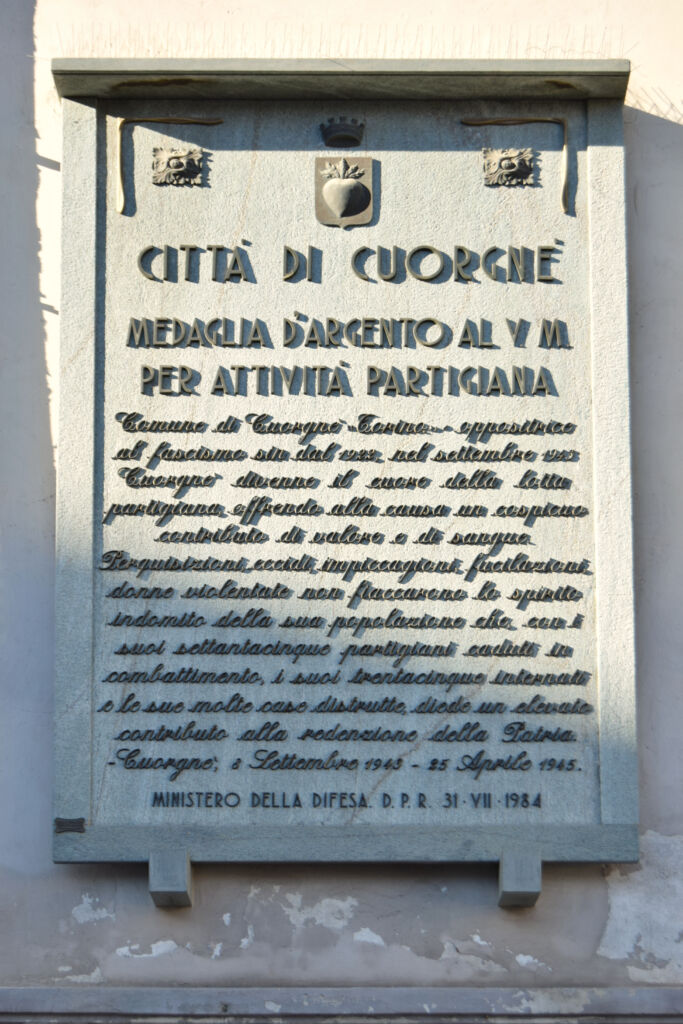 CITTÀ DI CUORGNÈ
MEDAGLIA D'ARGENTO AL V. M.
PER ATTIVITÀ PARTIGIANA
Comune di Cuorgnè - Torino - oppositrice
al fascismo sin dal 1922, nel settembre 1943
Cuorgnè divenne il cuore della lotta
partigiana, offrendo alla causa un cospicuo
contributo di valore e di sangue.
Perquisizioni, eccidi, impiccagioni, fucilazioni,
donne violentate non fiaccarono lo spirito
indomito della sua popolazione che, con i
suoi settantacinque partigiani caduti in
combattimento, i suoi trentacinque internati
e le sue molte case distrutte, diede un elevato
contributo alla redenzione della Patria.
- Cuorgnè, 8 Settembre 1943 - 25 Aprile 1945.
MINISTERO DELLA DIFESA. D. P. R. 31·VII·1984